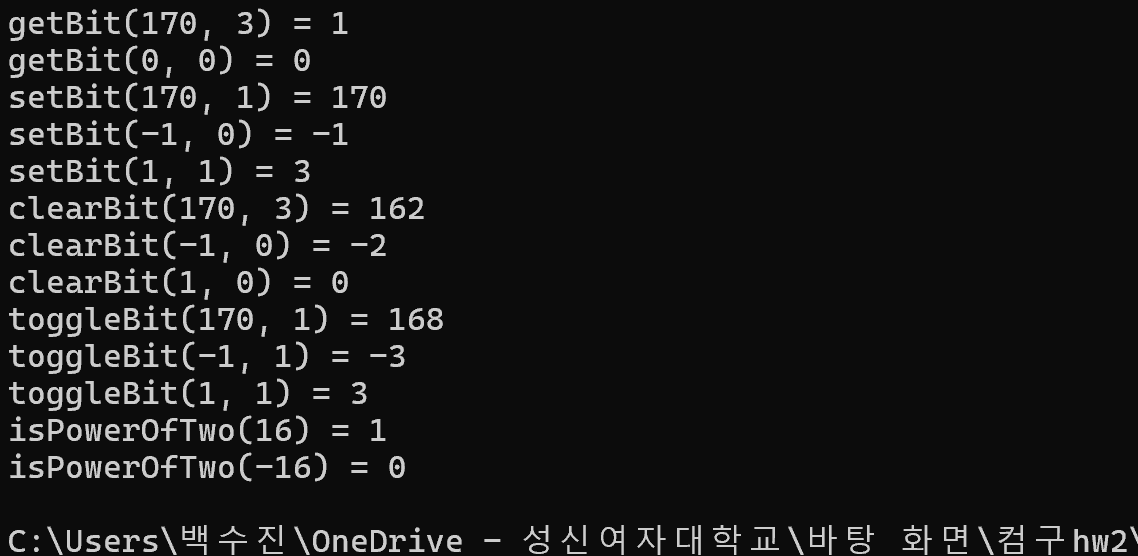 getBit(170, 3) = 1
getBit(0, 0) = 0
setBit(170, 1) = 170
setBit(-1, 0) = -1
setBit(1, 1) = 3
clearBit(170, 3) = 162
clearBit(-1, 0) = -2
clearBit(1, 0) = 0
toggleBit(170, 1) = 168
toggleBit(-1, 1) = -3
toggleBit(1, 1) = 3
isPowerOfTwo(16) = 1
isPowerOfTwo(-16) = 0
C:\Users\백수진\OneDrive - 성신여자대학교\바탕 화면\컴구hw2\